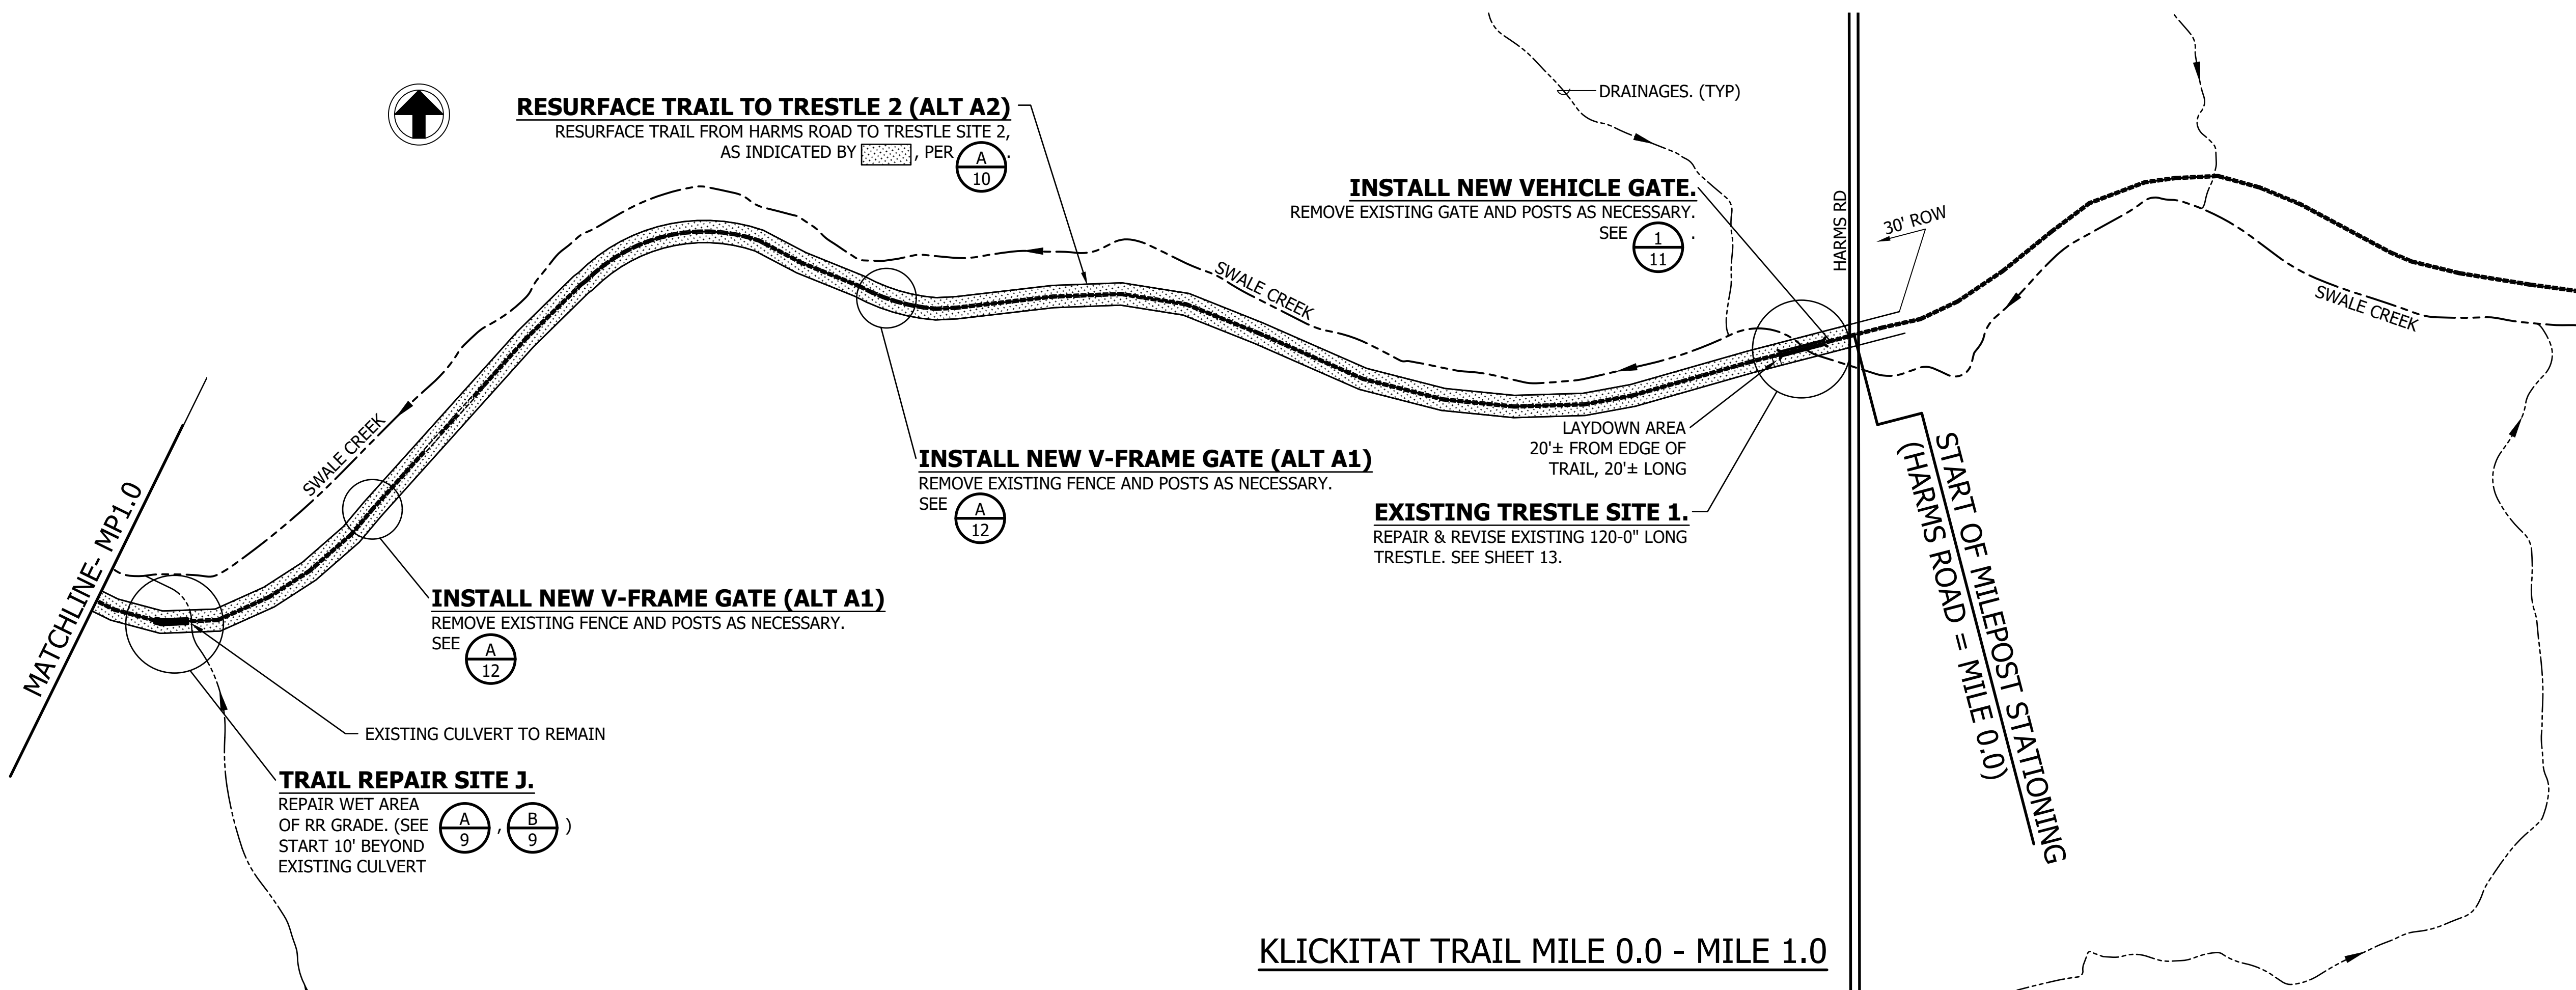 RESURFACE TRAIL TO TRESTLE 2 (ALT A2)
RESURFACE TRAIL FROM HARMS ROAD TO TRESTLE SITE 2,
AS INDICATED BY , PER A 10 .
DRAINAGES. (TYP)
INSTALL NEW VEHICLE GATE.
REMOVE EXISTING GATE AND POSTS AS NECESSARY.
SEE 1 11 .
HARMS RD
30' ROW
SWALE CREEK
SWALE CREEK
SWALE CREEK
LAYDOWN AREA
20'± FROM EDGE OF
TRAIL, 20'± LONG
INSTALL NEW V-FRAME GATE (ALT A1)
REMOVE EXISTING FENCE AND POSTS AS NECESSARY.
SEE A 12
EXISTING TRESTLE SITE 1.
REPAIR & REVISE EXISTING 120-0" LONG
TRESTLE. SEE SHEET 13.
START OF MILEPOST STATIONING
(HARMS ROAD = MILE 0.0)
MATCHLINE- MP1.0
INSTALL NEW V-FRAME GATE (ALT A1)
REMOVE EXISTING FENCE AND POSTS AS NECESSARY.
SEE A 12
EXISTING CULVERT TO REMAIN
TRAIL REPAIR SITE J.
REPAIR WET AREA
OF RR GRADE. (SEE A 9 , B 9 )
START 10' BEYOND
EXISTING CULVERT
KLICKITAT TRAIL MILE 0.0 - MILE 1.0